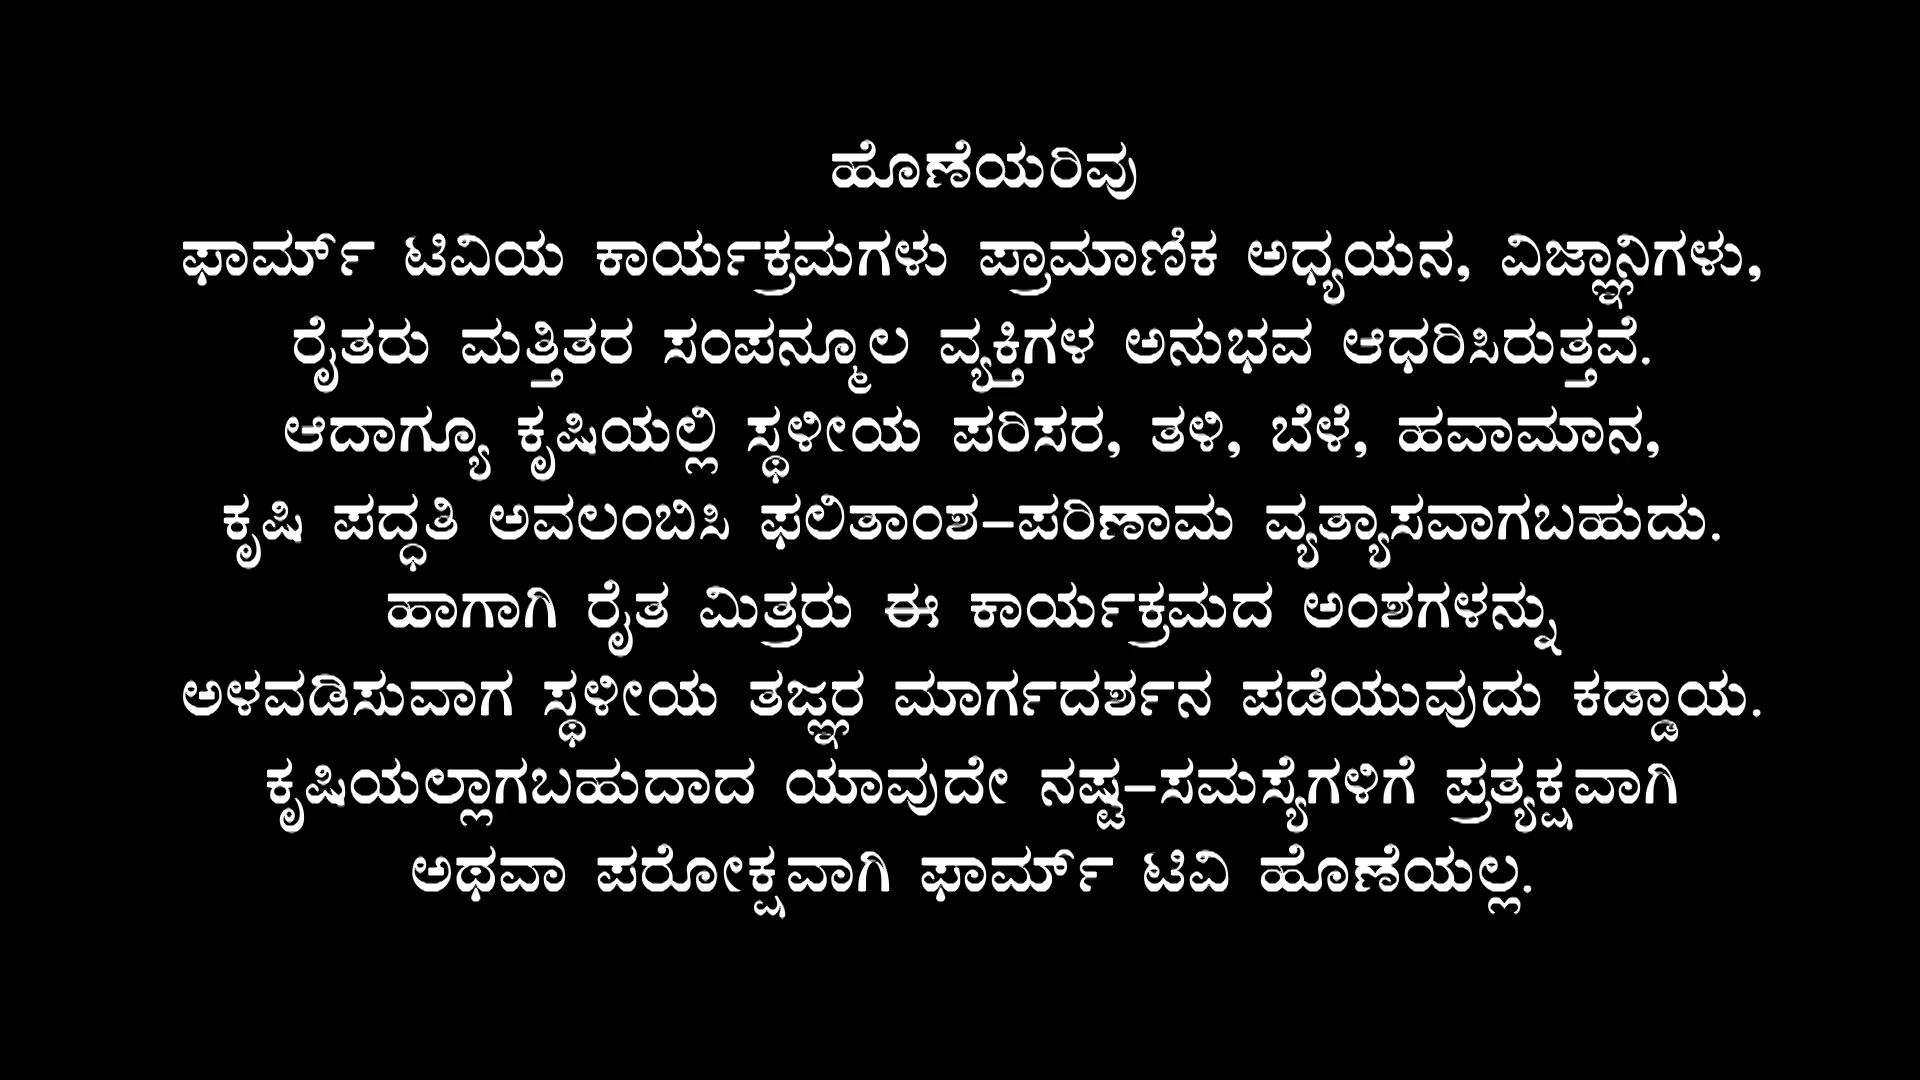 ಹೊಣೆಯರಿವು
ಫಾರ್ಮ್ ಟಿವಿಯ ಕಾರ್ಯಕ್ರಮಗಳು ಪ್ರಾಮಾಣಿಕ ಅಧ್ಯಯನ, ವಿಜ್ಞಾನಿಗಳು,
ರೈತರು ಮತ್ತಿತರ ಸಂಪನ್ಮೂಲ ವ್ಯಕ್ತಿಗಳ ಅನುಭವ ಆಧರಿಸಿರುತ್ತವೆ.
ಆದಾಗ್ಯೂ ಕೃಷಿಯಲ್ಲಿ ಸ್ಥಳೀಯ ಪರಿಸರ, ತಳಿ, ಬೆಳೆ, ಹವಾಮಾನ,
ಕೃಷಿ ಪದ್ಧತಿ ಅವಲಂಬಿಸಿ ಫಲಿತಾಂಶ-ಪರಿಣಾಮ ವ್ಯತ್ಯಾಸವಾಗಬಹುದು.
ಹಾಗಾಗಿ ರೈತ ಮಿತ್ರರು ಈ ಕಾರ್ಯಕ್ರಮದ ಅಂಶಗಳನ್ನು
ಅಳವಡಿಸುವಾಗ ಸ್ಥಳೀಯ ತಜ್ಞರ ಮಾರ್ಗದರ್ಶನ ಪಡೆಯುವುದು ಕಡ್ಡಾಯ.
ಕೃಷಿಯಲ್ಲಾಗಬಹುದಾದ ಯಾವುದೇ ನಷ್ಟ-ಸಮಸ್ಯೆಗಳಿಗೆ ಪ್ರತ್ಯಕ್ಷವಾಗಿ
ಅಥವಾ ಪರೋಕ್ಷವಾಗಿ ಫಾರ್ಮ್ ಟಿವಿ ಹೊಣೆಯಲ್ಲ.